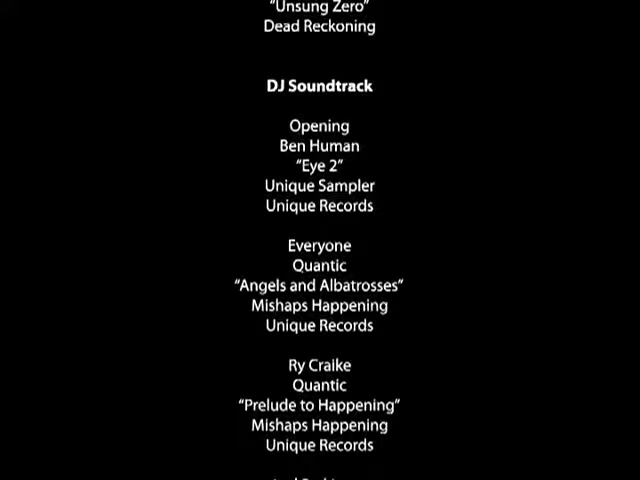 “Unsung Zero”
Dead Reckoning
DJ Soundtrack
Opening
Ben Human
“Eye 2”
Unique Sampler
Unique Records
Everyone
Quantic
“Angels and Albatrosses”
Mishaps Happening
Unique Records
Ry Craike
Quantic
“Prelude to Happening”
Mishaps Happening
Unique Records